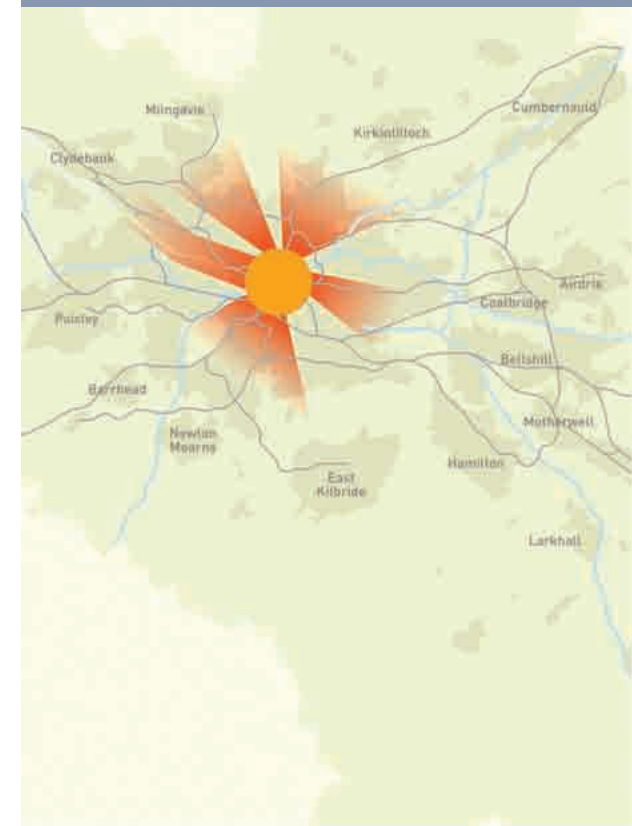 Milngavie
Cumbernauld
Kirkintilloch
Clydebank
Airdrie
Coatbridge
Paisley
Bellshill
Barrhead
Motherwell
Newton
Mearns
Hamilton
East
Kilbride
Larkhall